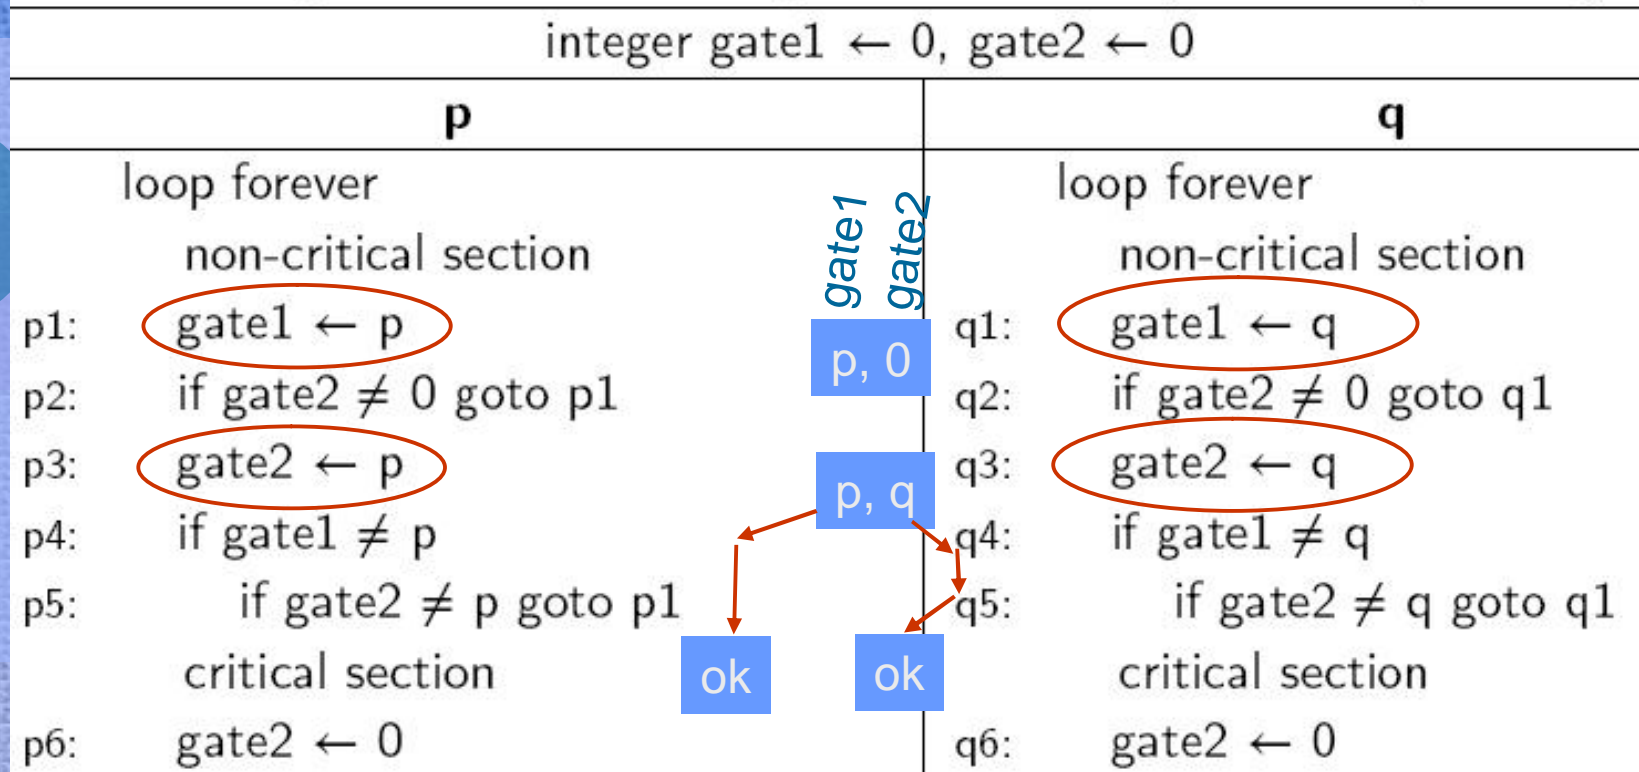 integer gate1 ← 0, gate2 ← 0
p
q
loop forever
non-critical section
p1: gate1 ← p
p2: if gate2 ≠ 0 goto p1
p3: gate2 ← p
p4: if gate1 ≠ p
p5: if gate2 ≠ p goto p1
critical section
p6: gate2 ← 0
gate1
gate2
p, 0
p, q
ok
ok
loop forever
non-critical section
q1: gate1 ← q
q2: if gate2 ≠ 0 goto q1
q3: gate2 ← q
q4: if gate1 ≠ q
q5: if gate2 ≠ q goto q1
critical section
q6: gate2 ← 0